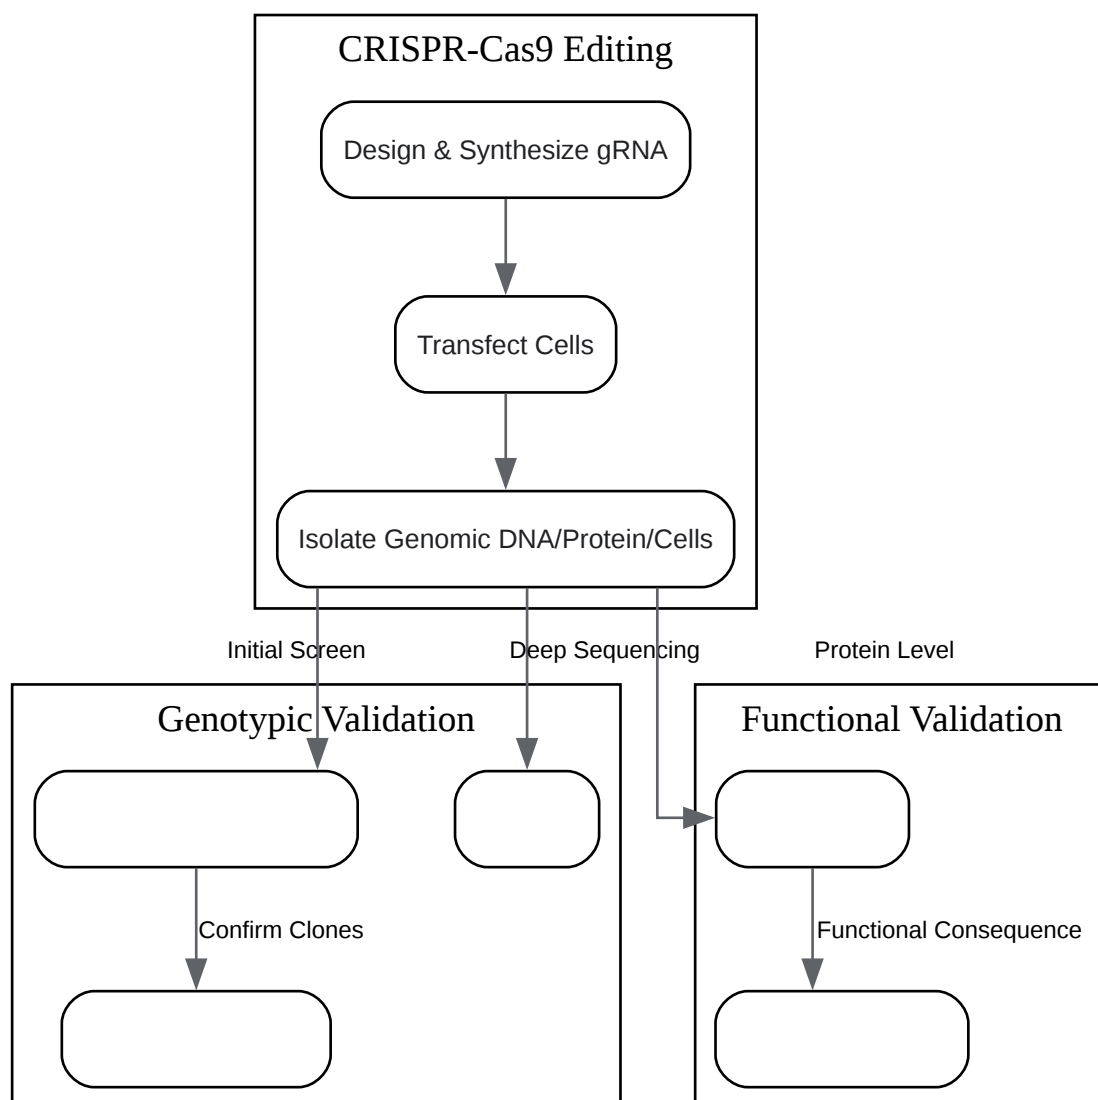 CRISPR-Cas9 Editing
Design & Synthesize gRNA
Transfect Cells
Isolate Genomic DNA/Protein/Cells
Initial Screen
Deep Sequencing
Protein Level
Genotypic Validation
Functional Validation
Confirm Clones
Functional Consequence